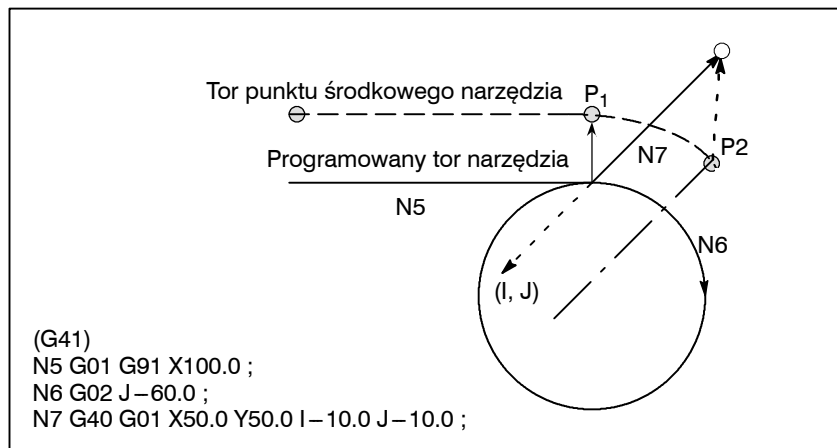 Tor punktu środkowego narzędzia
P1
Programowany tor narzędzia
N7
P2
N5
N6
(I, J)
(G41)
N5 G01 G91 X100.0 ;
N6 G02 J−60.0 ;
N7 G40 G01 X50.0 Y50.0 I−10.0 J−10.0 ;